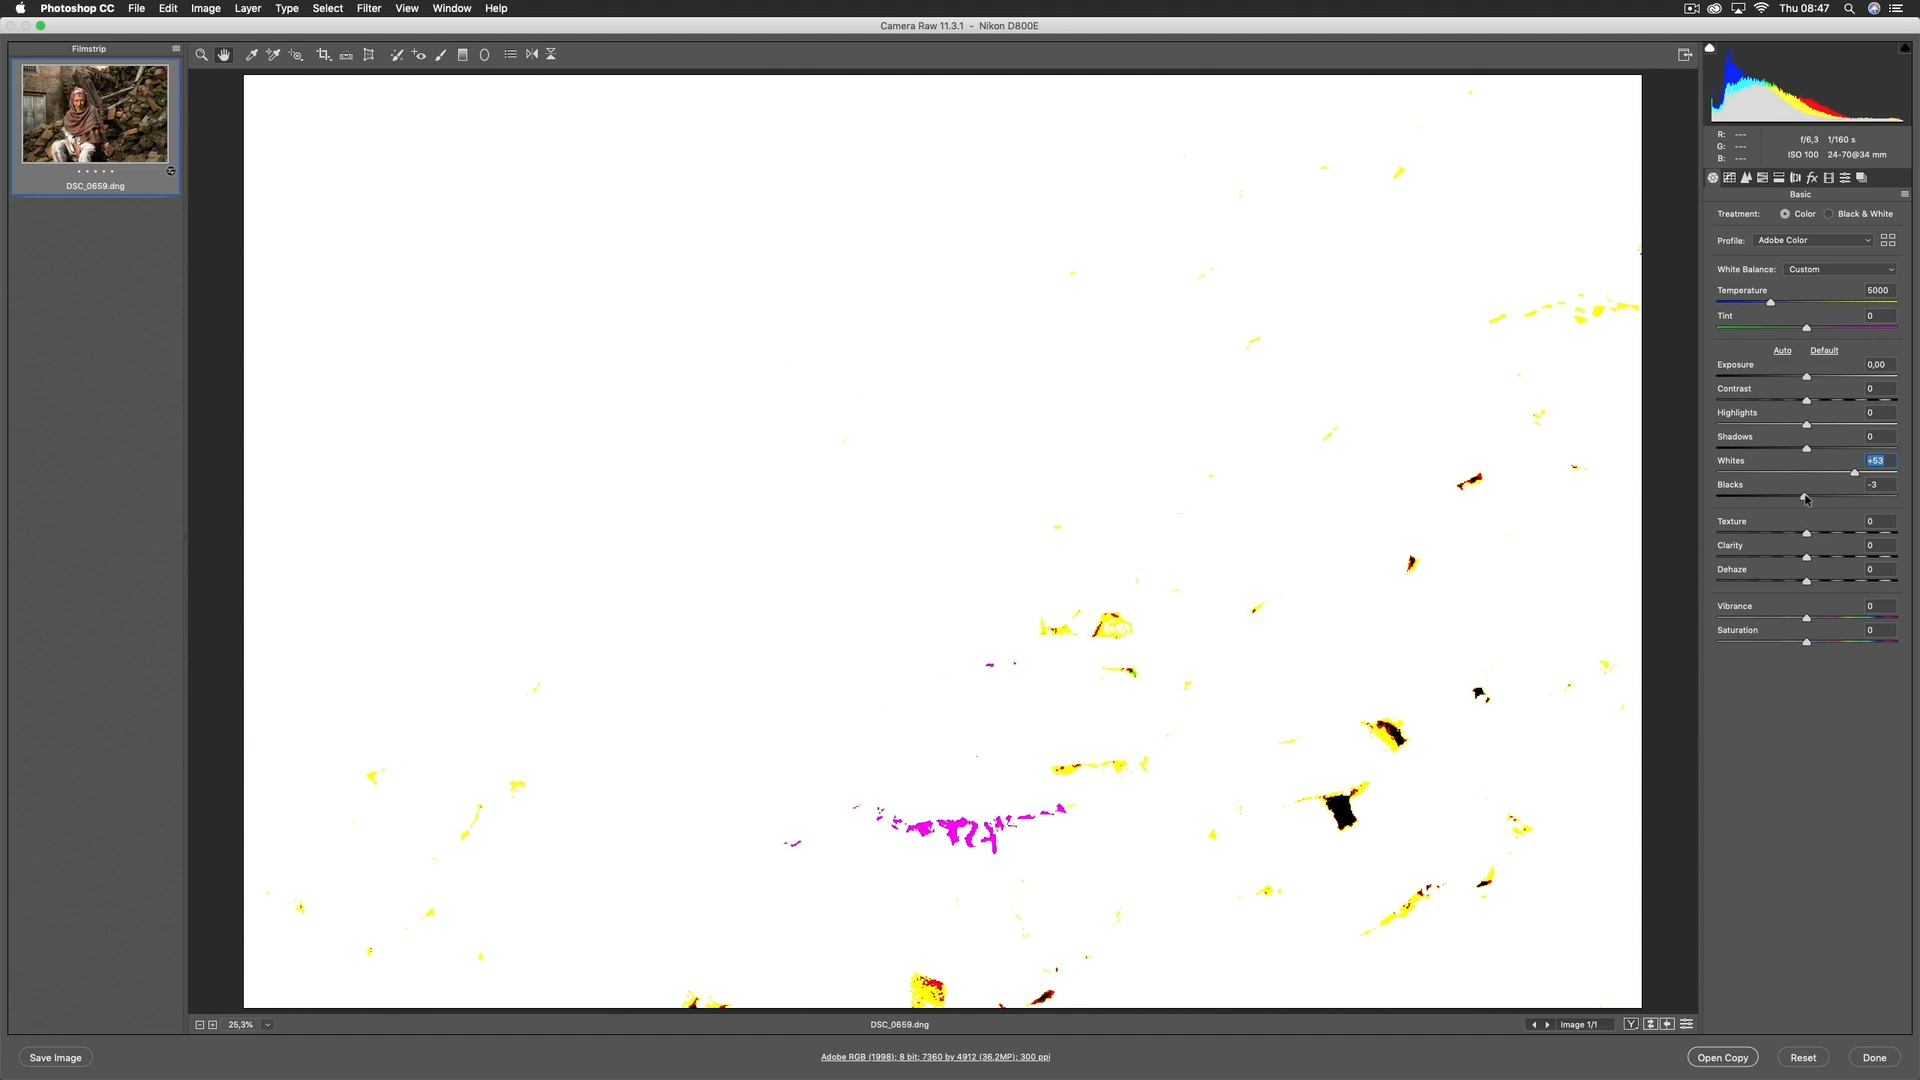 Photoshop CC File Edit Image Layer Type Select Filter View Window Help Thu 08:47
Camera Raw 11.3.1 - Nikon D800E
Filmstrip
DSC_0659.dng
R: ---
G: ---
B: ---
f/6,3 1/160 s
ISO 100 24-70@34 mm
Basic
Treatment: Color Black & White
Profile: Adobe Color
White Balance: Custom
Temperature 5000
Tint 0
Auto Default
Exposure 0,00
Contrast 0
Highlights 0
Shadows 0
Whites +53
Blacks -3
Texture 0
Clarity 0
Dehaze 0
Vibrance 0
Saturation 0
25,3% DSC_0659.dng Image 1/1 Y
Save Image Adobe RGB (1998); 8 bit; 7360 by 4912 (36,2MP); 300 ppi Open Copy Reset Done